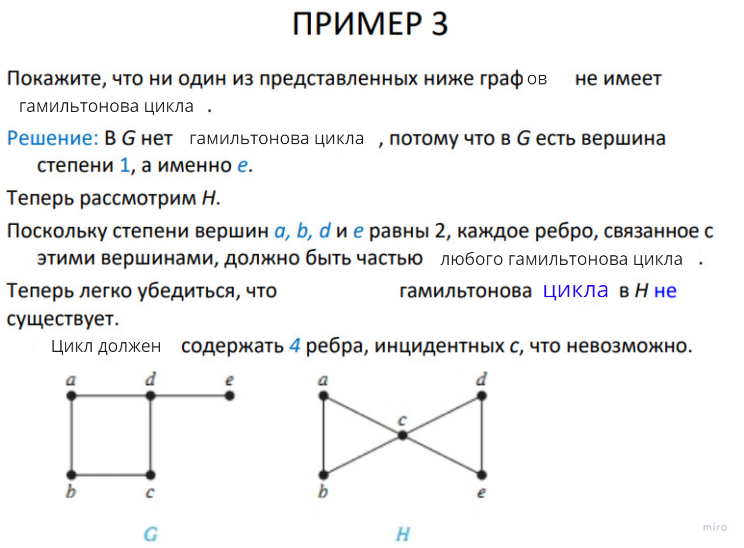 ПРИМЕР 3
Покажите, что ни один из представленных ниже графов не имеет
гамильтонова цикла .
Решение: В G нет гамильтонова цикла , потому что в G есть вершина
степени 1, а именно e.
Теперь рассмотрим H.
Поскольку степени вершин a, b, d и e равны 2, каждое ребро, связанное с
этими вершинами, должно быть частью любого гамильтонова цикла .
Теперь легко убедиться, что гамильтонова цикла в H не
существует.
Цикл должен содержать 4 ребра, инцидентных c, что невозможно.
a d e a d
c
b c b e
G H
miro